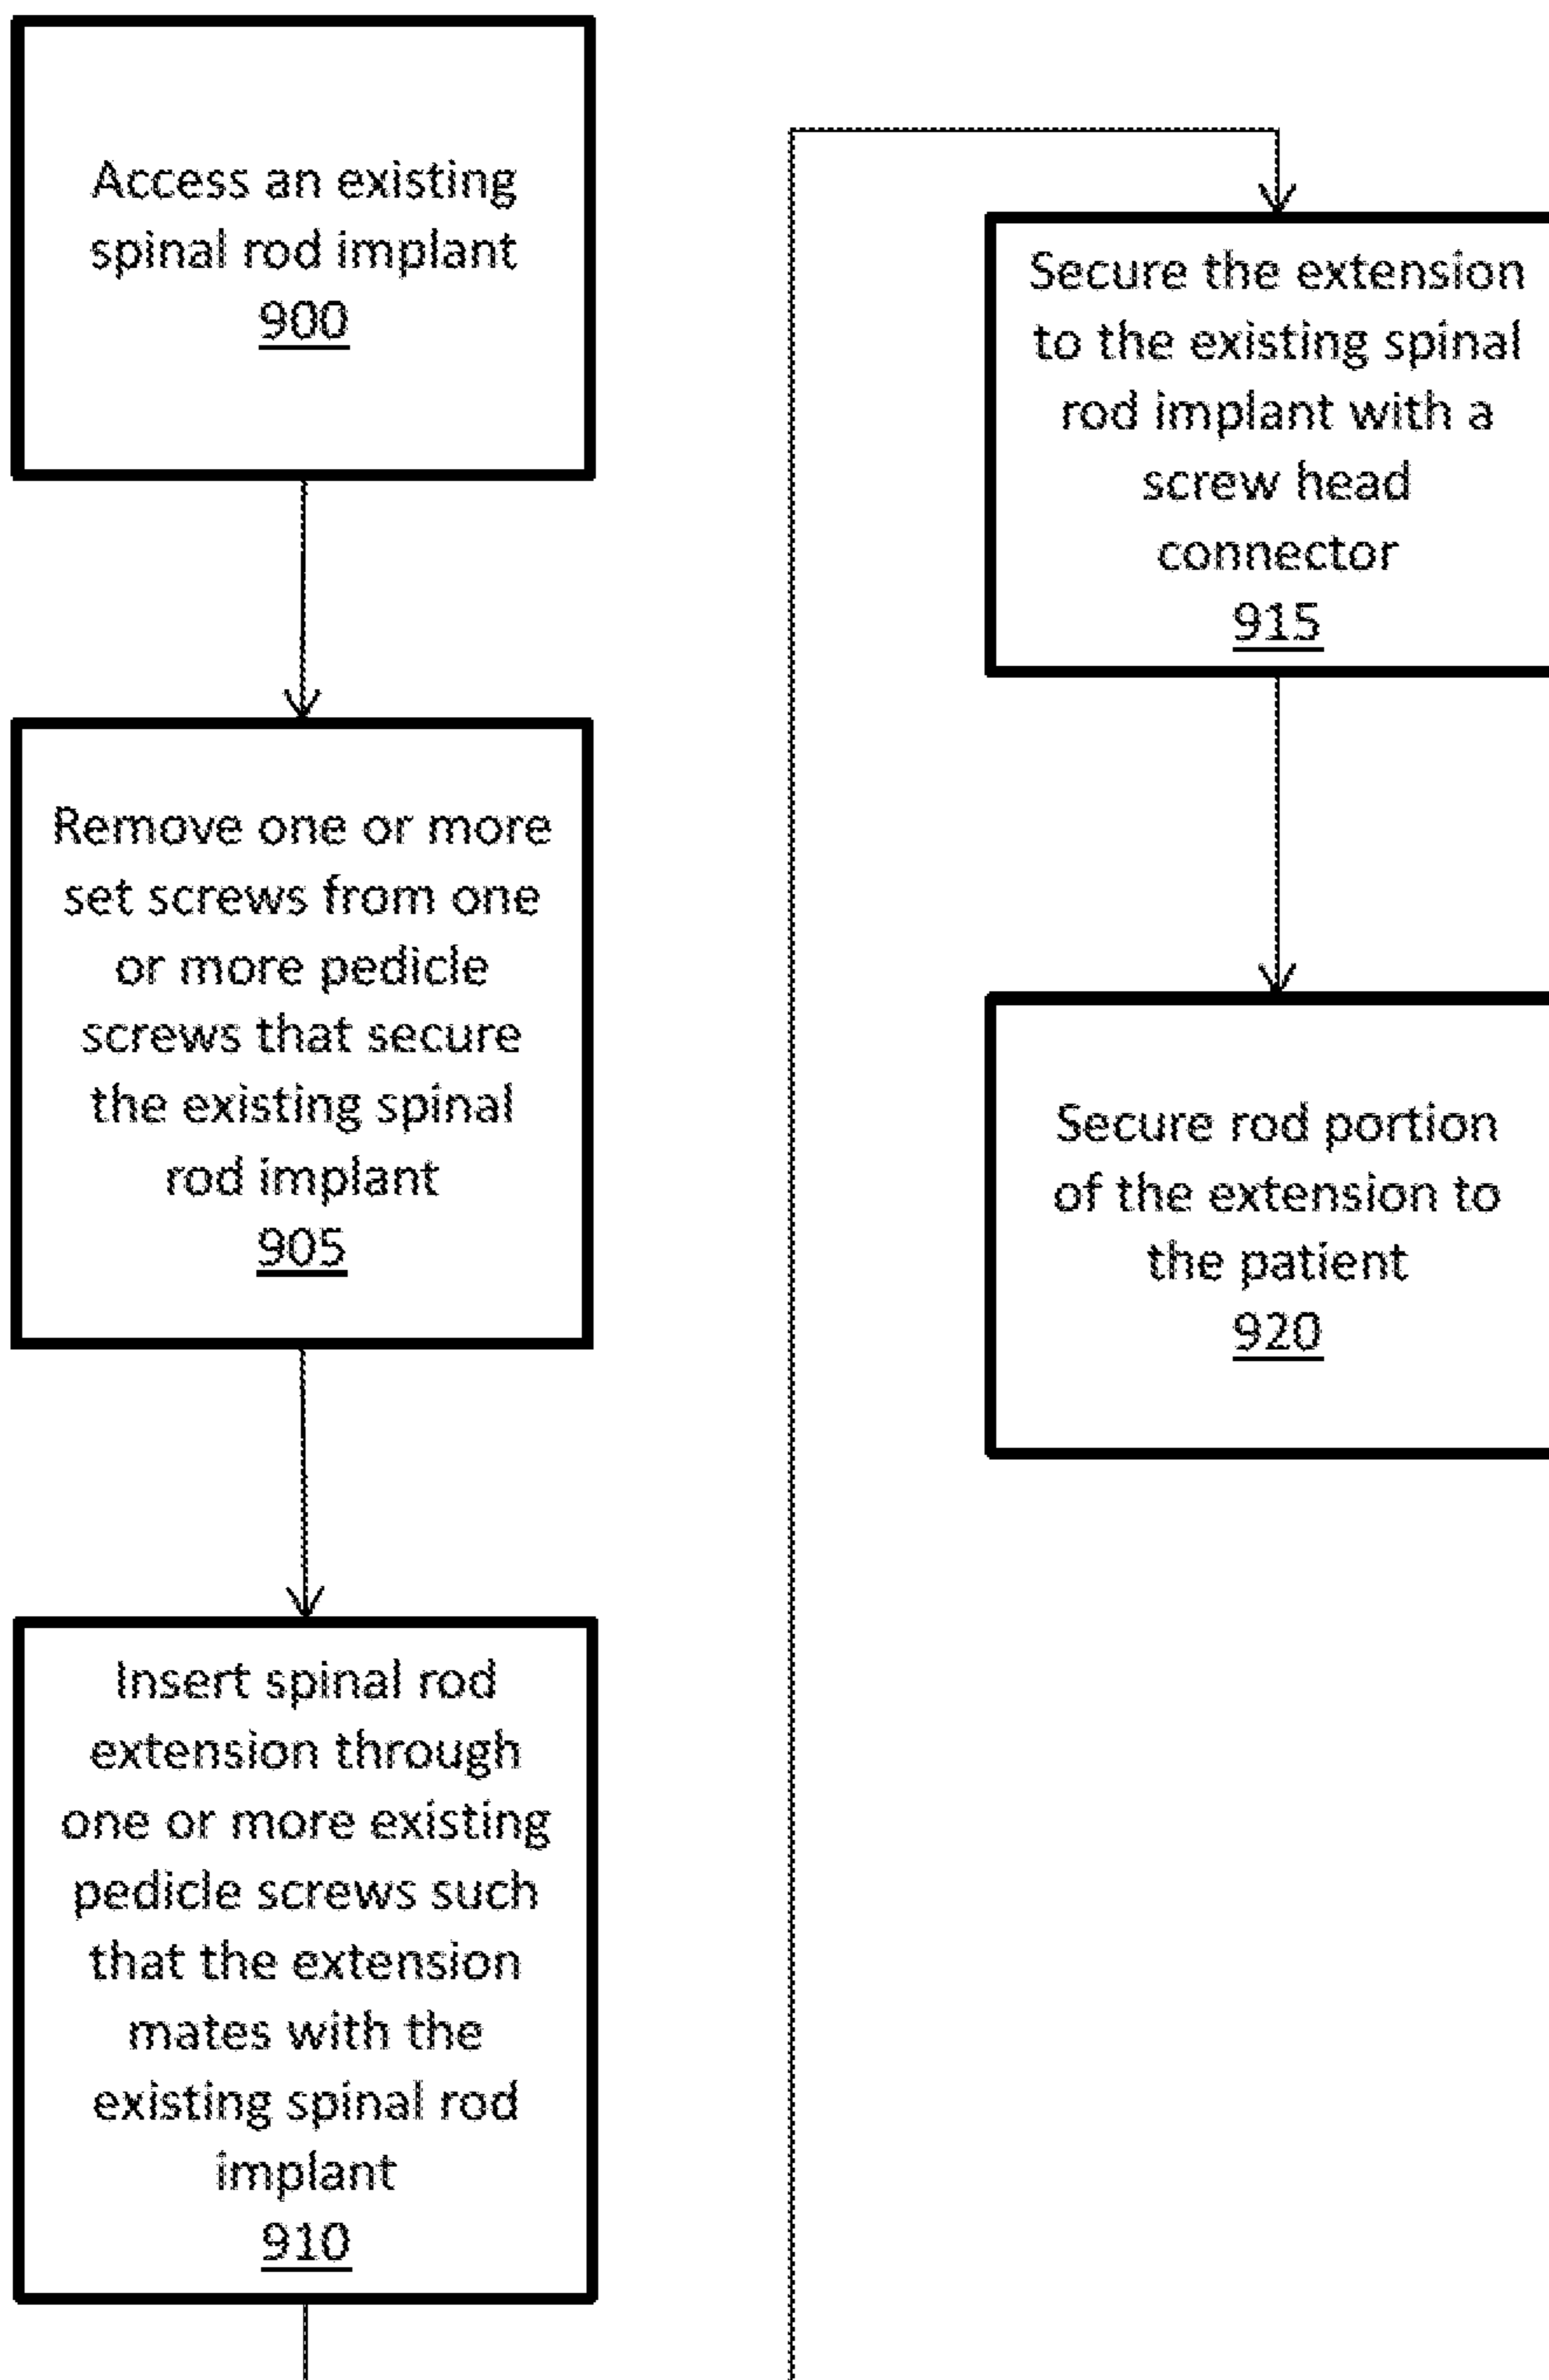 Access an existing
spinal rod implant
900
Remove one or more
set screws from one
or more pedicle
screws that secure
the existing spinal
rod implant
905
Insert spinal rod
extension through
one or more existing
pedicle screws such
that the extension
mates with the
existing spinal rod
implant
910
Secure the extension
to the existing spinal
rod implant with a
screw head
connector
915
Secure rod portion
of the extension to
the patient
920